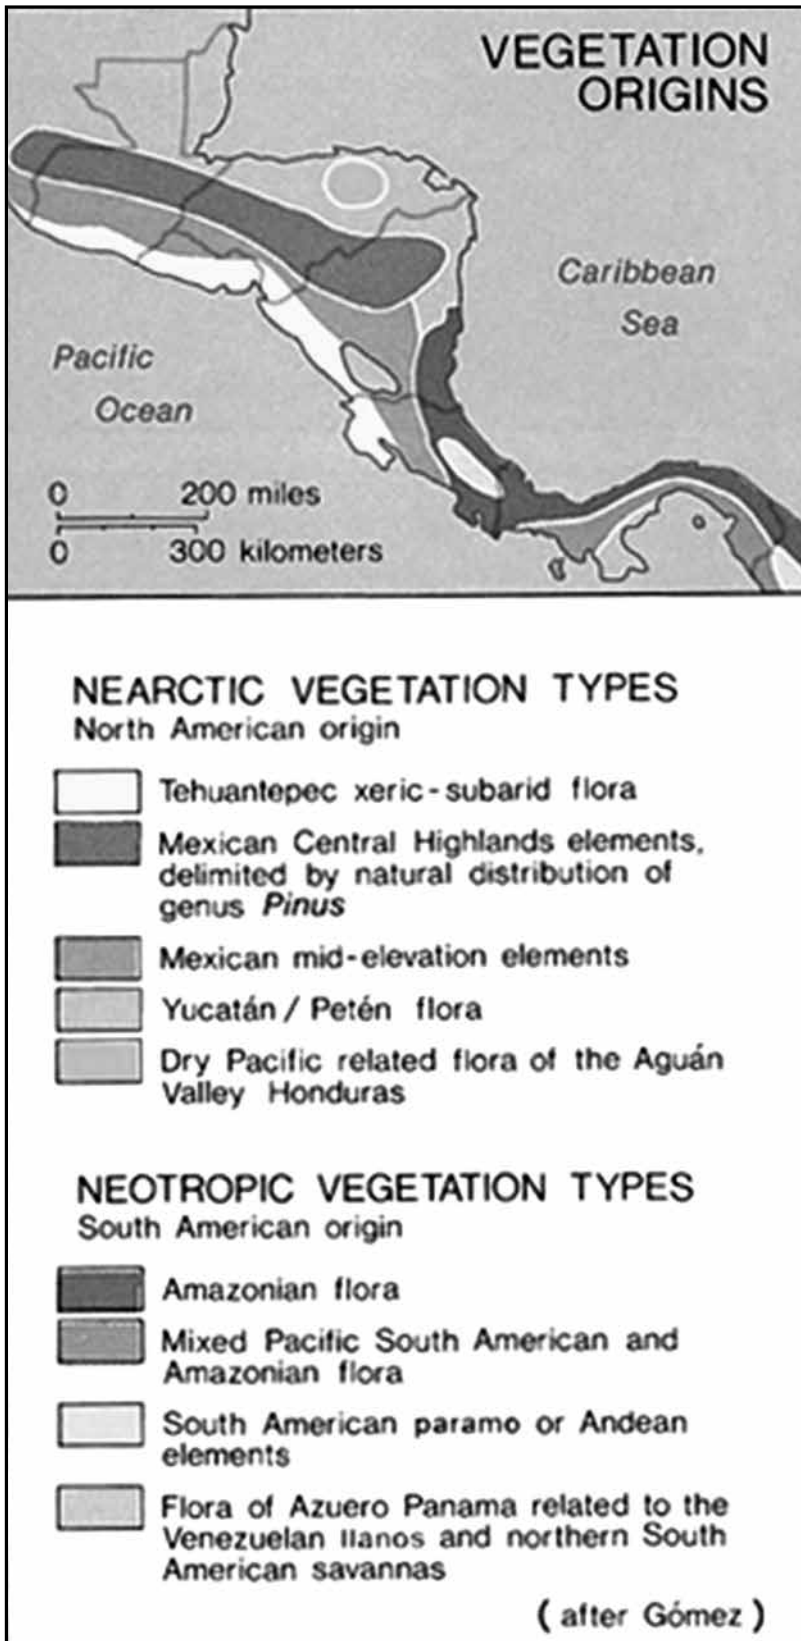 VEGETATION
ORIGINS
Caribbean
Sea
Pacific
Ocean
0 200 miles
0 300 kilometers
NEARCTIC VEGETATION TYPES
North American origin
Tehuantepec xeric-subarid flora
Mexican Central Highlands elements,
delimited by natural distribution of
genus Pinus
Mexican mid-elevation elements
Yucatán / Petén flora
Dry Pacific related flora of the Aguán
Valley Honduras
NEOTROPIC VEGETATION TYPES
South American origin
Amazonian flora
Mixed Pacific South American and
Amazonian flora
South American paramo or Andean
elements
Flora of Azuero Panama related to the
Venezuelan llanos and northern South
American savannas
( after Gómez )